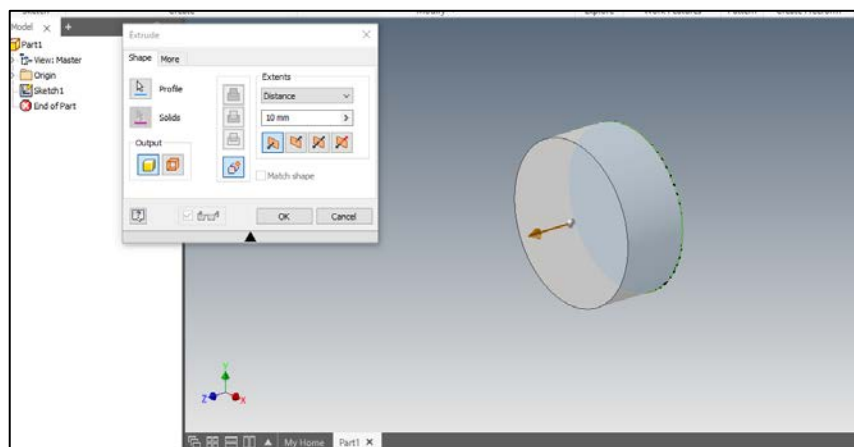 Model
Part1
View: Master
Origin
Sketch1
End of Part
Extrude
Shape More
Profile
Solids
Output
Extents
Distance
10 mm
Match shape
OK Cancel
Y
Z
X
My Home Part1